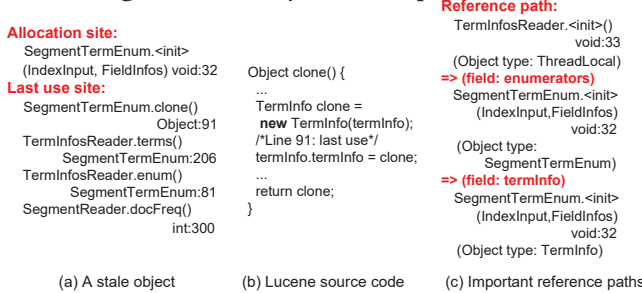 Allocation site:
SegmentTermEnum.<init>
(IndexInput, FieldInfos) void:32
Last use site:
SegmentTermEnum.clone()
Object:91
TermInfosReader.terms()
SegmentTermEnum:206
TermInfosReader.enum()
SegmentTermEnum:81
SegmentReader.docFreq()
int:300
(a) A stale object
Object clone() {
...
TermInfo clone =
new TermInfo(termInfo);
/*Line 91: last use*/
termInfo.termInfo = clone;
...
return clone;
}
(b) Lucene source code
Reference path:
TermInfosReader.<init>()
void:33
(Object type: ThreadLocal)
=> (field: enumerators)
SegmentTermEnum.<init>
(IndexInput,FieldInfos)
void:32
(Object type:
SegmentTermEnum)
=> (field: termInfo)
SegmentTermEnum.<init>
(IndexInput,FieldInfos)
void:32
(Object type: TermInfo)
(c) Important reference paths